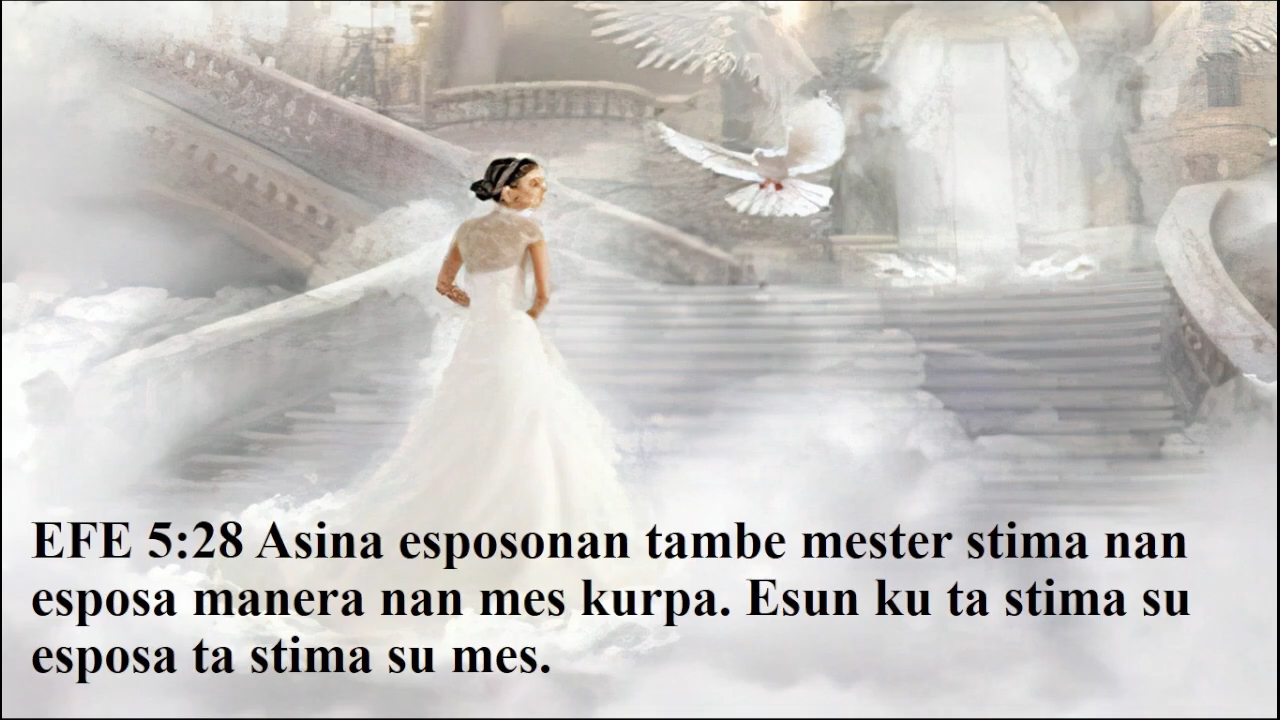 EFE 5:28 Asina esposonan tambe mester stima nan
esposa manera nan mes kurpa. Esun ku ta stima su
esposa ta stima su mes.